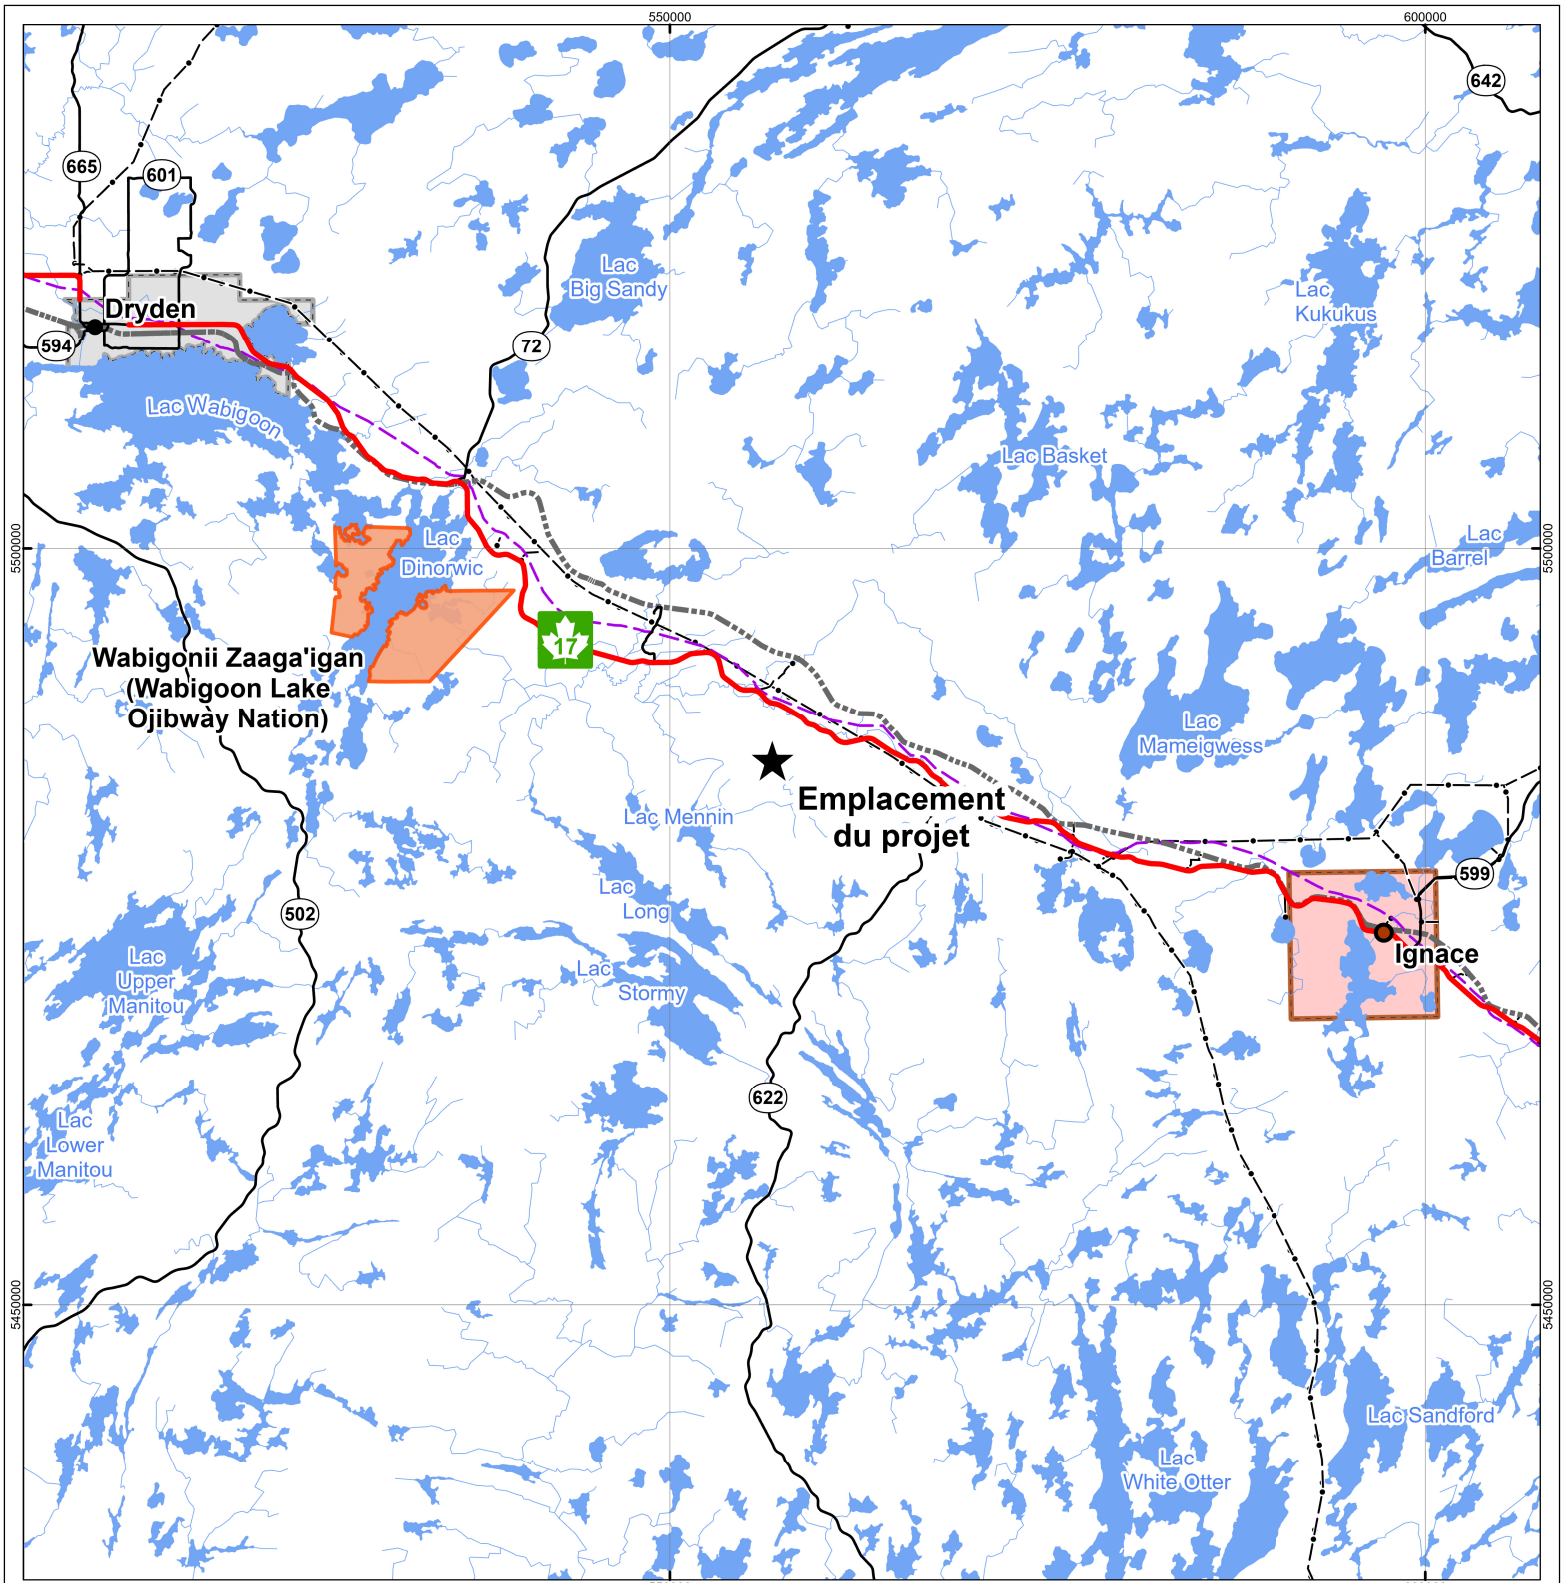 550000
600000
642
665
601
Lac
Big Sandy
Lac
Kukukus
Dryden
594
72
Lac Wabigoon
Lac Basket
5500000
Lac
Dinorwic
Lac
Barrel
5500000
17
Wabigonii Zaaga'igan
(Wabigoon Lake
Ojibway Nation)
Lac
Mameigwess
Emplacement
du projet
Lac Mennin
599
Lac
Long
502
Ignace
Lac
Upper
Manitou
Lac
Stormy
622
Lac
Lower
Manitou
5450000
5450000
Lac Sandford
Lac
White Otter